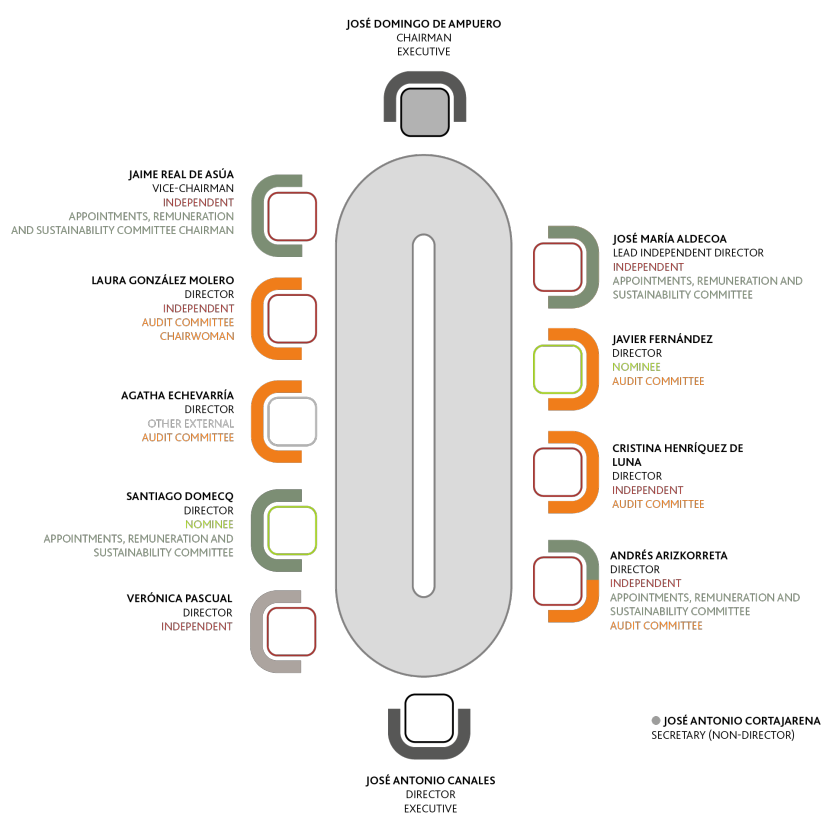 JOSÉ DOMINGO DE AMPUERO
CHAIRMAN
EXECUTIVE
JAIME REAL DE ASÚA
VICE-CHAIRMAN
INDEPENDENT
APPOINTMENTS, REMUNERATION
AND SUSTAINABILITY COMMITTEE CHAIRMAN
LAURA GONZÁLEZ MOLERO
DIRECTOR
INDEPENDENT
AUDIT COMMITTEE
CHAIRWOMAN
AGATHA ECHEVARRÍA
DIRECTOR
OTHER EXTERNAL
AUDIT COMMITTEE
SANTIAGO DOMECQ
DIRECTOR
NOMINEE
APPOINTMENTS, REMUNERATION AND
SUSTAINABILITY COMMITTEE
VERÓNICA PASCUAL
DIRECTOR
INDEPENDENT
JOSÉ MARÍA ALDECOA
LEAD INDEPENDENT DIRECTOR
INDEPENDENT
APPOINTMENTS, REMUNERATION AND
SUSTAINABILITY COMMITTEE
JAVIER FERNÁNDEZ
DIRECTOR
NOMINEE
AUDIT COMMITTEE
CRISTINA HENRÍQUEZ DE
LUNA
DIRECTOR
INDEPENDENT
AUDIT COMMITTEE
ANDRÉS ARIZKORRETA
DIRECTOR
INDEPENDENT
APPOINTMENTS, REMUNERATION AND
SUSTAINABILITY COMMITTEE
AUDIT COMMITTEE
JOSÉ ANTONIO CORTAJARENA
SECRETARY (NON-DIRECTOR)
JOSÉ ANTONIO CANALES
DIRECTOR
EXECUTIVE